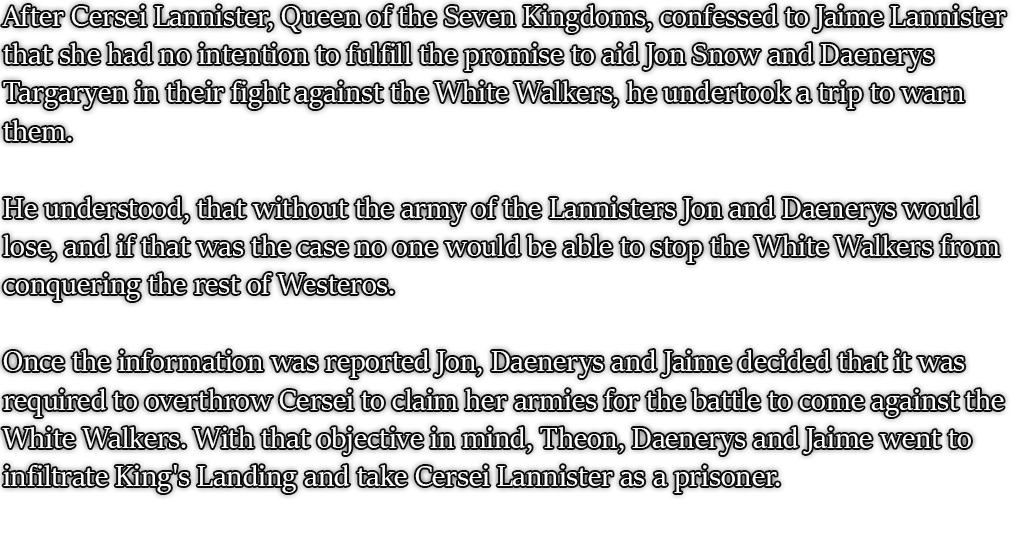 After Cersei Lannister, Queen of the Seven Kingdoms, confessed to Jaime Lannister
that she had no intention to fulfill the promise to aid Jon Snow and Daenerys
Targaryen in their fight against the White Walkers, he undertook a trip to warn
them.
He understood, that without the army of the Lannisters Jon and Daenerys would
lose, and if that was the case no one would be able to stop the White Walkers from
conquering the rest of Westeros.
Once the information was reported Jon, Daenerys and Jaime decided that it was
required to overthrow Cersei to claim her armies for the battle to come against the
White Walkers. With that objective in mind, Theon, Daenerys and Jaime went to
infiltrate King's Landing and take Cersei Lannister as a prisoner.